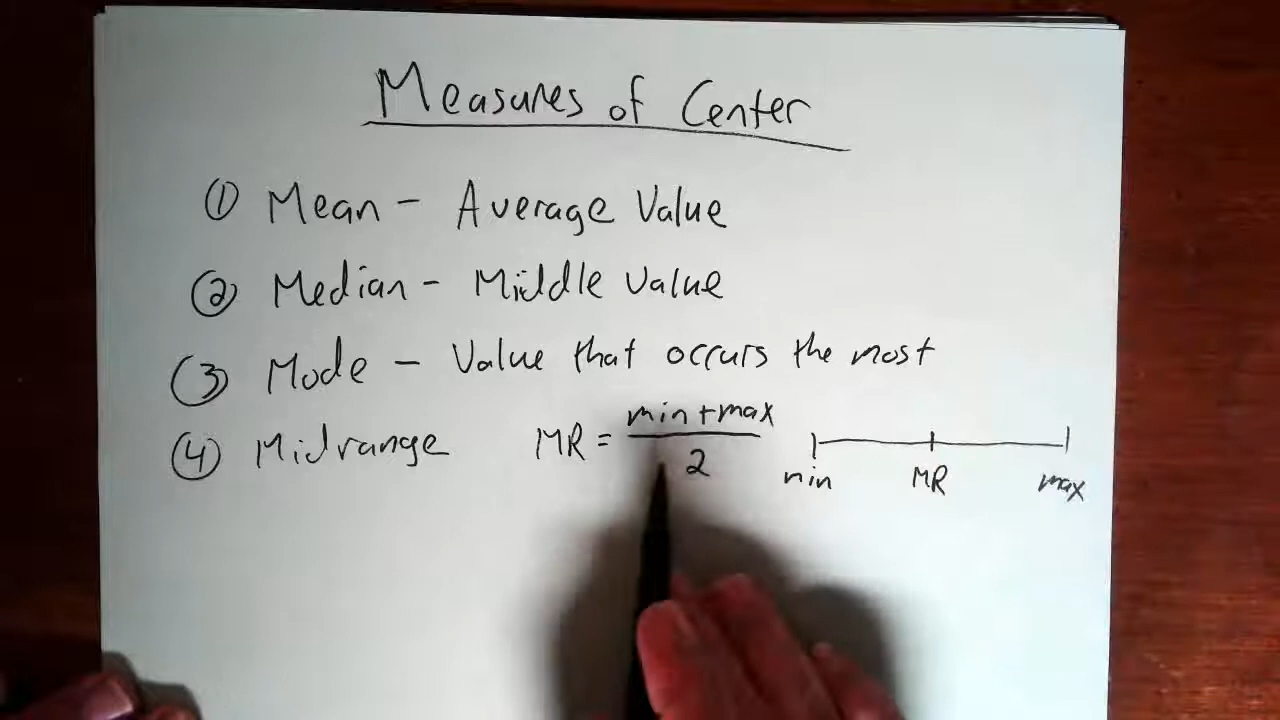 Measures of Center
① Mean - Average Value
② Median - Middle Value
③ Mode - Value that occurs the most
④ Midrange MR = min+max / 2
min MR max